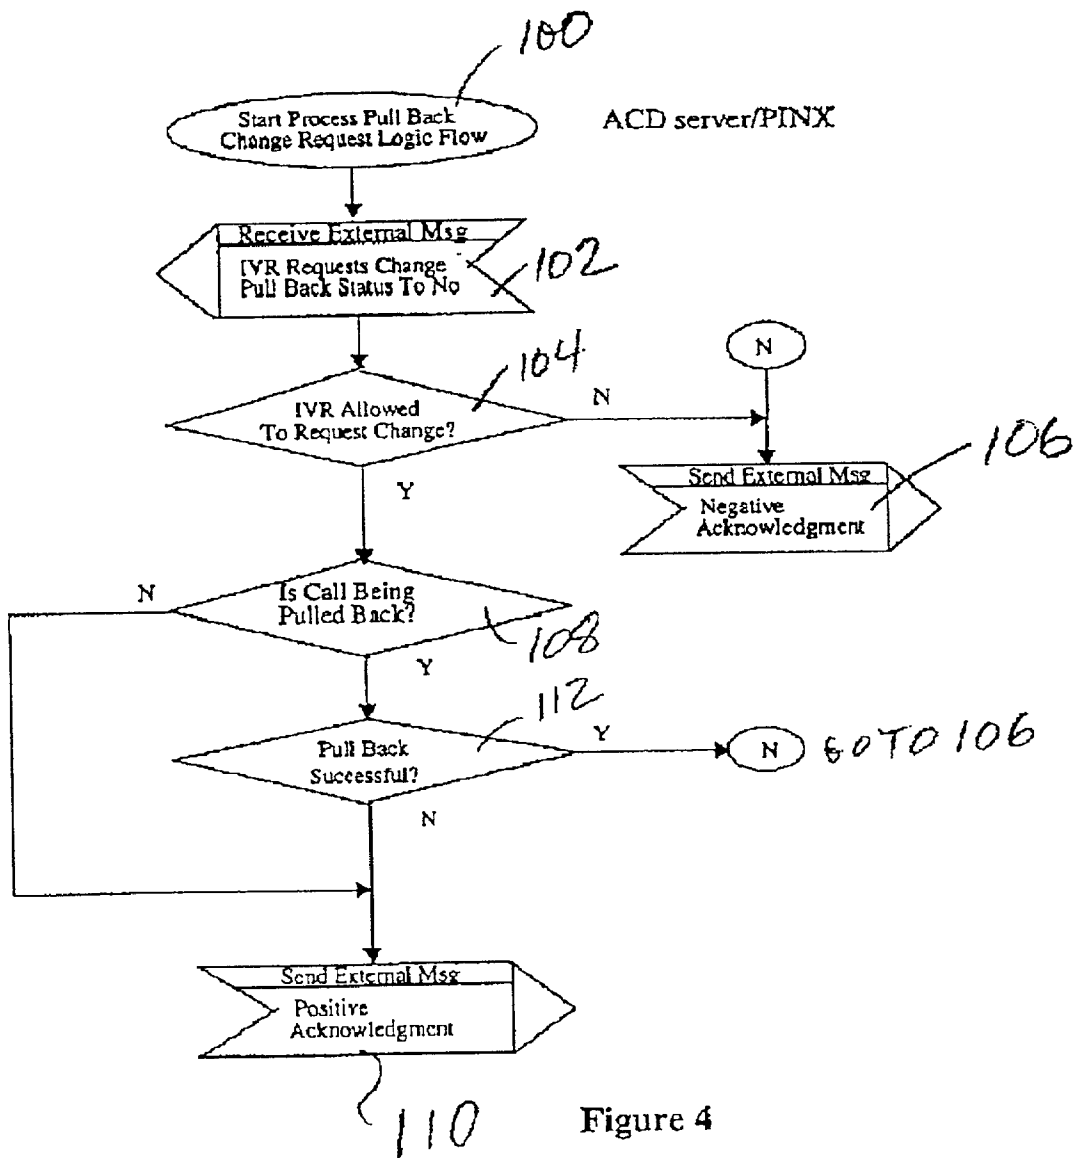 100
Start Process Pull Back
Change Request Logic Flow
ACD server/PINX
Receive External Msg
IVR Requests Change
Pull Back Status To No
102
N
104
IVR Allowed
To Request Change?
N
106
Send External Msg
Negative
Acknowledgment
Y
N
Is Call Being
Pulled Back?
108
Y
112
Pull Back
Successful?
Y
N
GO TO 106
N
Send External Msg
Positive
Acknowledgment
110
Figure 4